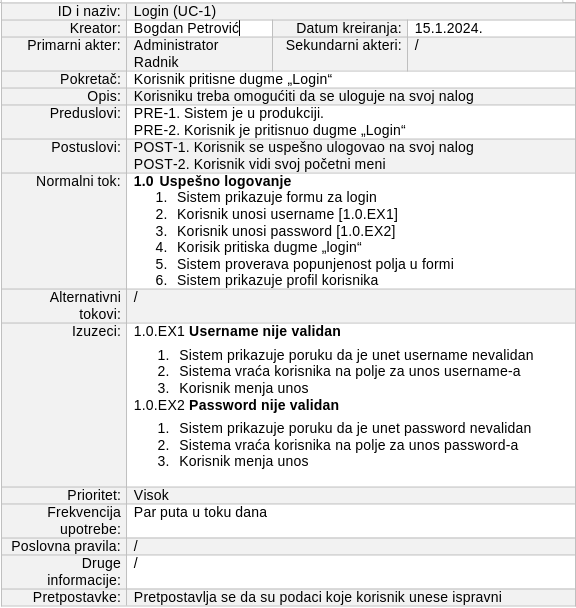 ID i naziv: Login (UC-1)
Kreator: Bogdan Petrović Datum kreiranja: 15.1.2024.
Primarni akter: Administrator Sekundarni akteri: /
Radnik
Pokretač: Korisnik pritisne dugme „Login“
Opis: Korisniku treba omogućiti da se uloguje na svoj nalog
Preduslovi: PRE-1. Sistem je u produkciji.
PRE-2. Korisnik je pritisnuo dugme „Login“
Postuslovi: POST-1. Korisnik se uspešno ulogovao na svoj nalog
POST-2. Korisnik vidi svoj početni meni
Normalni tok: 1.0 Uspešno logovanje
1. Sistem prikazuje formu za login
2. Korisnik unosi username [1.0.EX1]
3. Korisnik unosi password [1.0.EX2]
4. Korisik pritiska dugme „login“
5. Sistem proverava popunjenost polja u formi
6. Sistem prikazuje profil korisnika
Alternativni /
tokovi:
Izuzeci: 1.0.EX1 Username nije validan
1. Sistem prikazuje poruku da je unet username nevalidan
2. Sistema vraća korisnika na polje za unos username-a
3. Korisnik menja unos
1.0.EX2 Password nije validan
1. Sistem prikazuje poruku da je unet password nevalidan
2. Sistema vraća korisnika na polje za unos password-a
3. Korisnik menja unos
Prioritet: Visok
Frekvencija Par puta u toku dana
upotrebe:
Poslovna pravila: /
Druge /
informacije:
Pretpostavke: Pretpostavlja se da su podaci koje korisnik unese ispravni